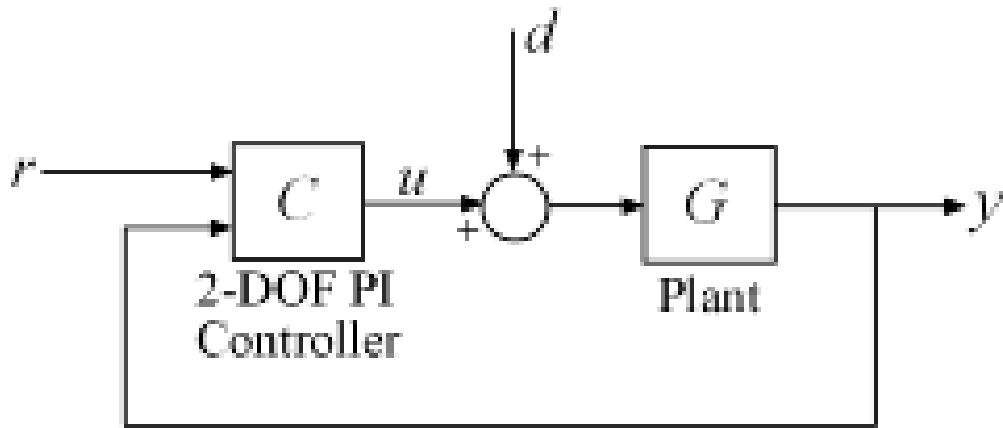 d
+
r
C
u
+
G
y
2-DOF PI
Controller
Plant